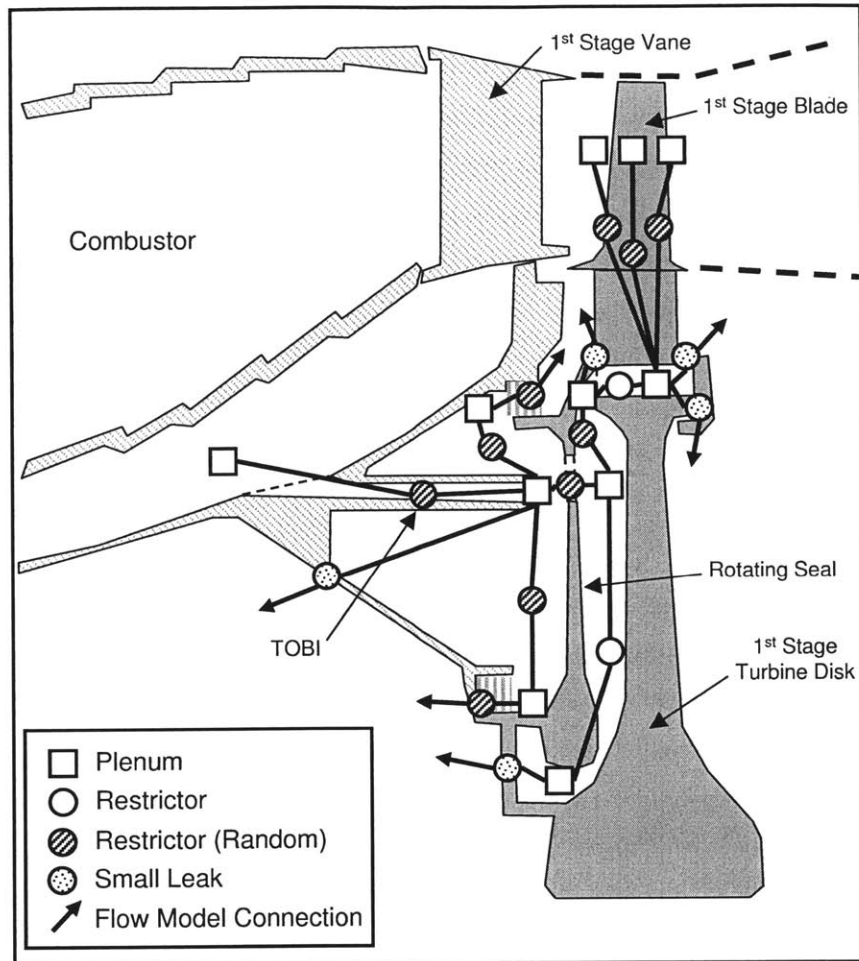 1st Stage Vane
1st Stage Blade
Combustor
Rotating Seal
TOBI
1st Stage
Turbine Disk
Plenum
Restrictor
Restrictor (Random)
Small Leak
Flow Model Connection